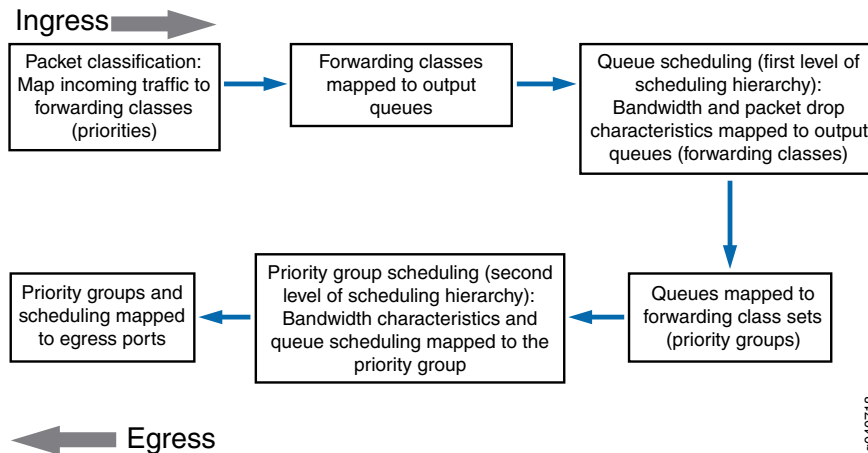 Ingress
Packet classification:
Map incoming traffic to
forwarding classes
(priorities)
Forwarding classes
mapped to output
queues
Queue scheduling (first level of
scheduling hierarchy):
Bandwidth and packet drop
characteristics mapped to output
queues (forwarding classes)
Queues mapped to
forwarding class sets
(priority groups)
Priority group scheduling (second
level of scheduling hierarchy):
Bandwidth characteristics and
queue scheduling mapped to the
priority group
Priority groups and
scheduling mapped
to egress ports
Egress